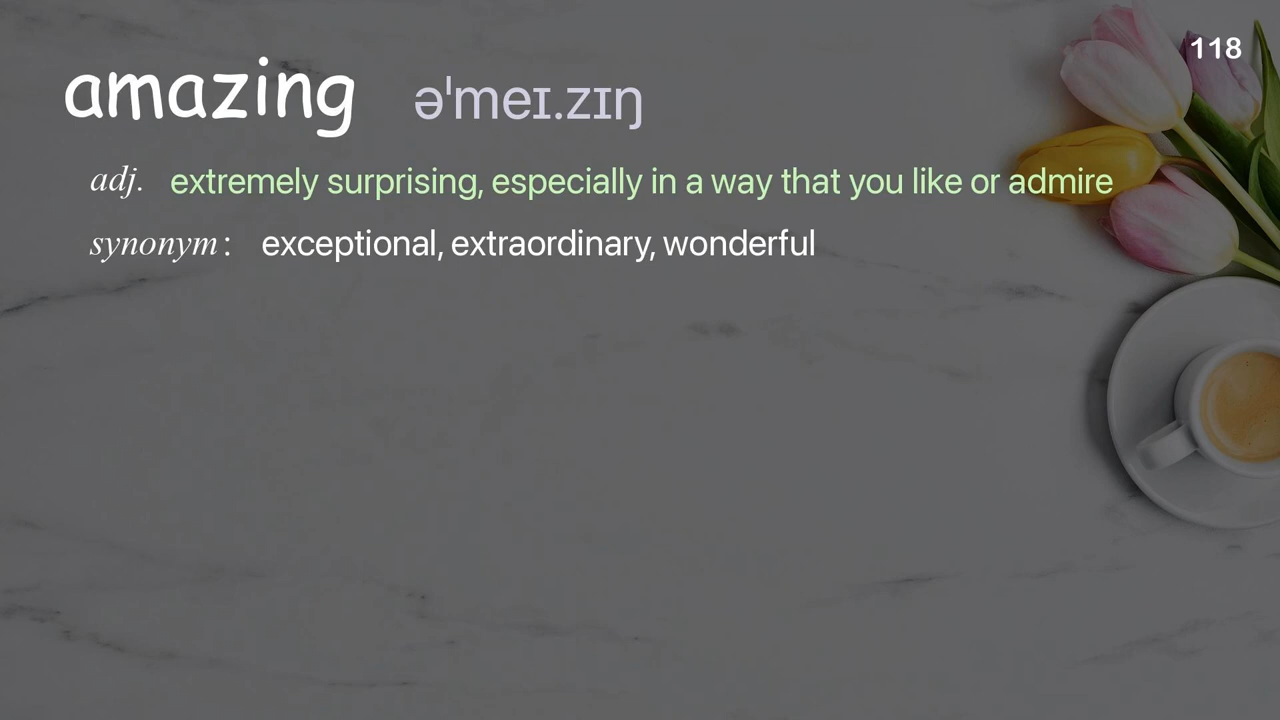 118
amazing əˈmeɪ.zɪŋ
adj. extremely surprising, especially in a way that you like or admire
synonym : exceptional, extraordinary, wonderful